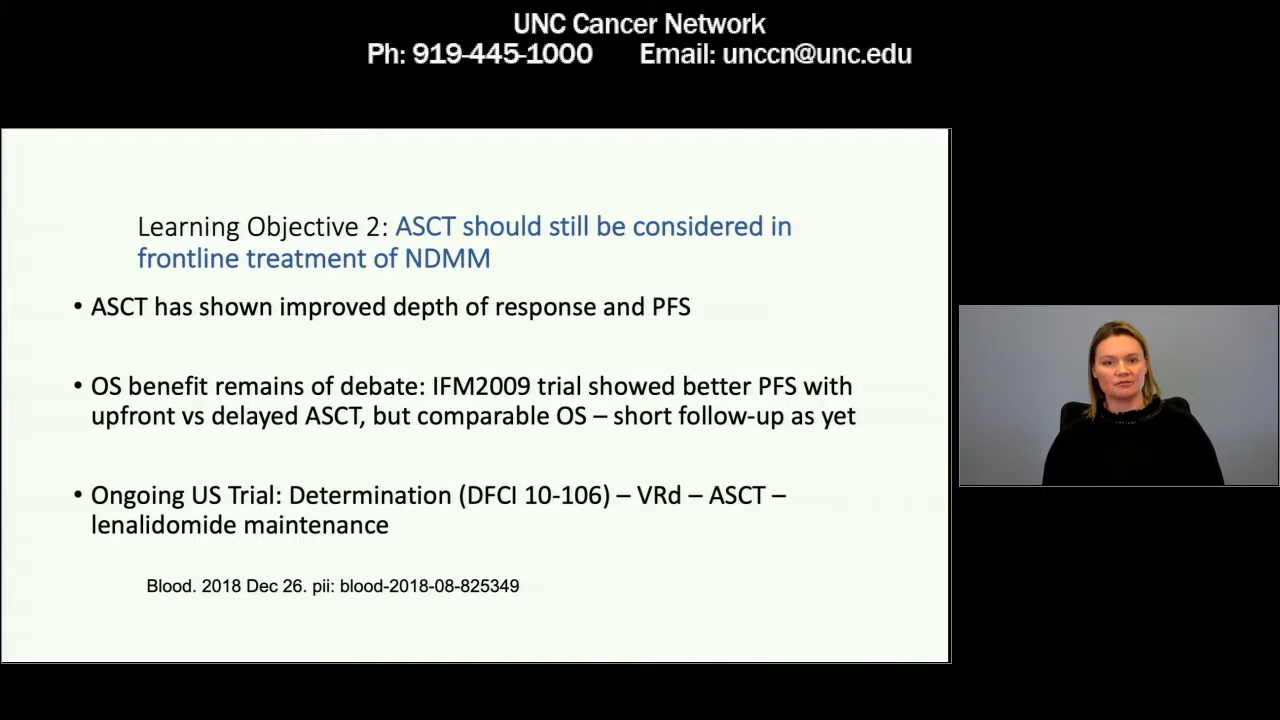 UNC Cancer Network
Ph: 919-445-1000 Email: unccn@unc.edu
Learning Objective 2: ASCT should still be considered in
frontline treatment of NDMM
• ASCT has shown improved depth of response and PFS
• OS benefit remains of debate: IFM2009 trial showed better PFS with
upfront vs delayed ASCT, but comparable OS – short follow-up as yet
• Ongoing US Trial: Determination (DFCI 10-106) – VRd – ASCT –
lenalidomide maintenance
Blood. 2018 Dec 26. pii: blood-2018-08-825349